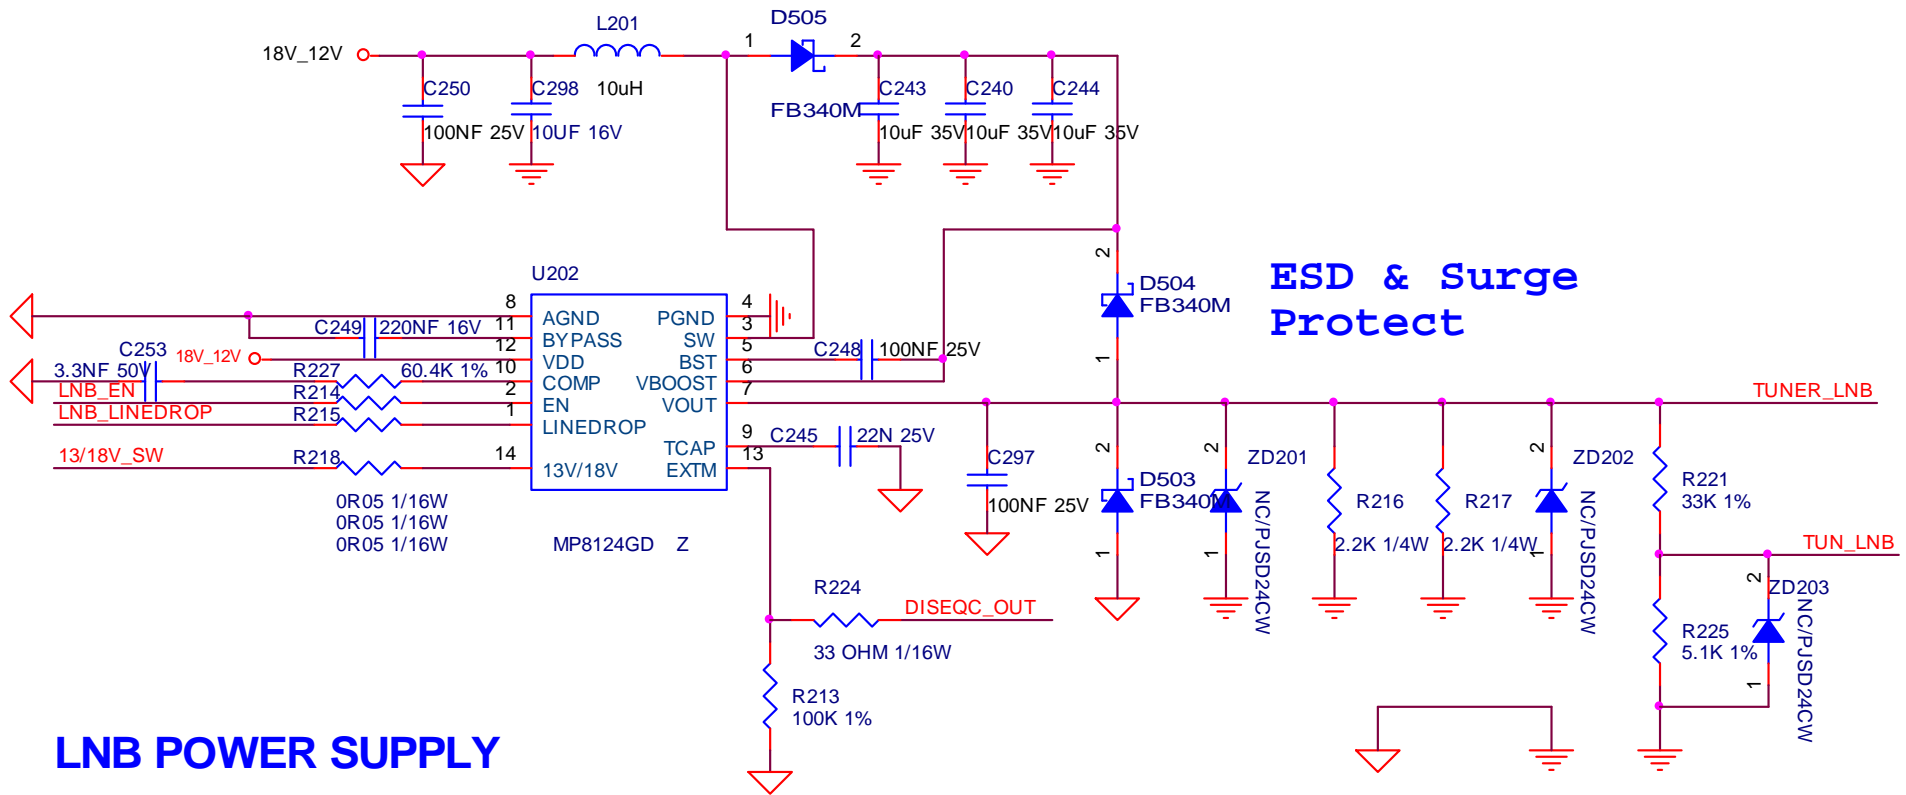 L201
D505
18V_12V
1
2
C250
C298
10uH
C243
C240
C244
FB340M
100NF 25V
10UF 16V
10uF 35V
10uF 35V
10uF 35V
U202
2
D504
FB340M
ESD & Surge
Protect
1
8
4
C249
220NF 16V
11
AGND
PGND
3
BYPASS
SW
C253
18V_12V
12
VDD
BST
5
C248
100NF 25V
3.3NF 50V
R227
60.4K 1%
10
COMP
VBOOST
6
LNB_EN
R214
2
EN
VOUT
7
TUNER_LNB
LNB_LINEDROP
R215
1
LINEDROP
9
C245
22N 25V
TCAP
13/18V_SW
R218
14
13V/18V
EXTM
13
2
2
2
C297
D503
FB340M
ZD201
ZD202
R216
R217
R221
33K 1%
100NF 25V
0R05 1/16W
0R05 1/16W
0R05 1/16W
MP8124GD
Z
1
1
NC/PJSD24CW
2.2K 1/4W
2.2K 1/4W
1
NC/PJSD24CW
TUN_LNB
R224
DISEQC_OUT
33 OHM 1/16W
2
ZD203
R225
5.1K 1%
1
NC/PJSD24CW
R213
100K 1%
LNB POWER SUPPLY